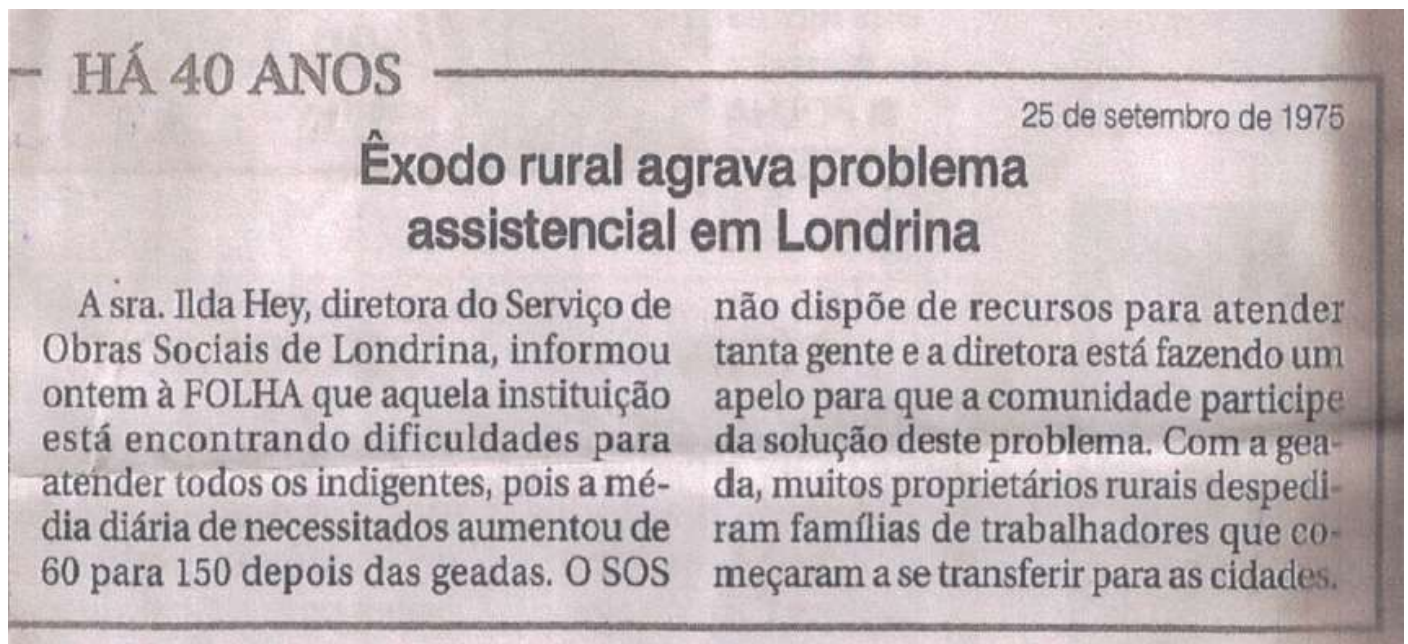 HÁ 40 ANOS
25 de setembro de 1975
Êxodo rural agrava problema
assistencial em Londrina
A sra. Ilda Hey, diretora do Serviço de
Obras Sociais de Londrina, informou
ontem à FOLHA que aquela instituição
está encontrando dificuldades para
atender todos os indigentes, pois a mé-
dia diária de necessitados aumentou de
60 para 150 depois das geadas. O SOS
não dispõe de recursos para atender
tanta gente e a diretora está fazendo um
apelo para que a comunidade participe
da solução deste problema. Com a gea-
da, muitos proprietários rurais despedi-
ram famílias de trabalhadores que co-
meçaram a se transferir para as cidades.